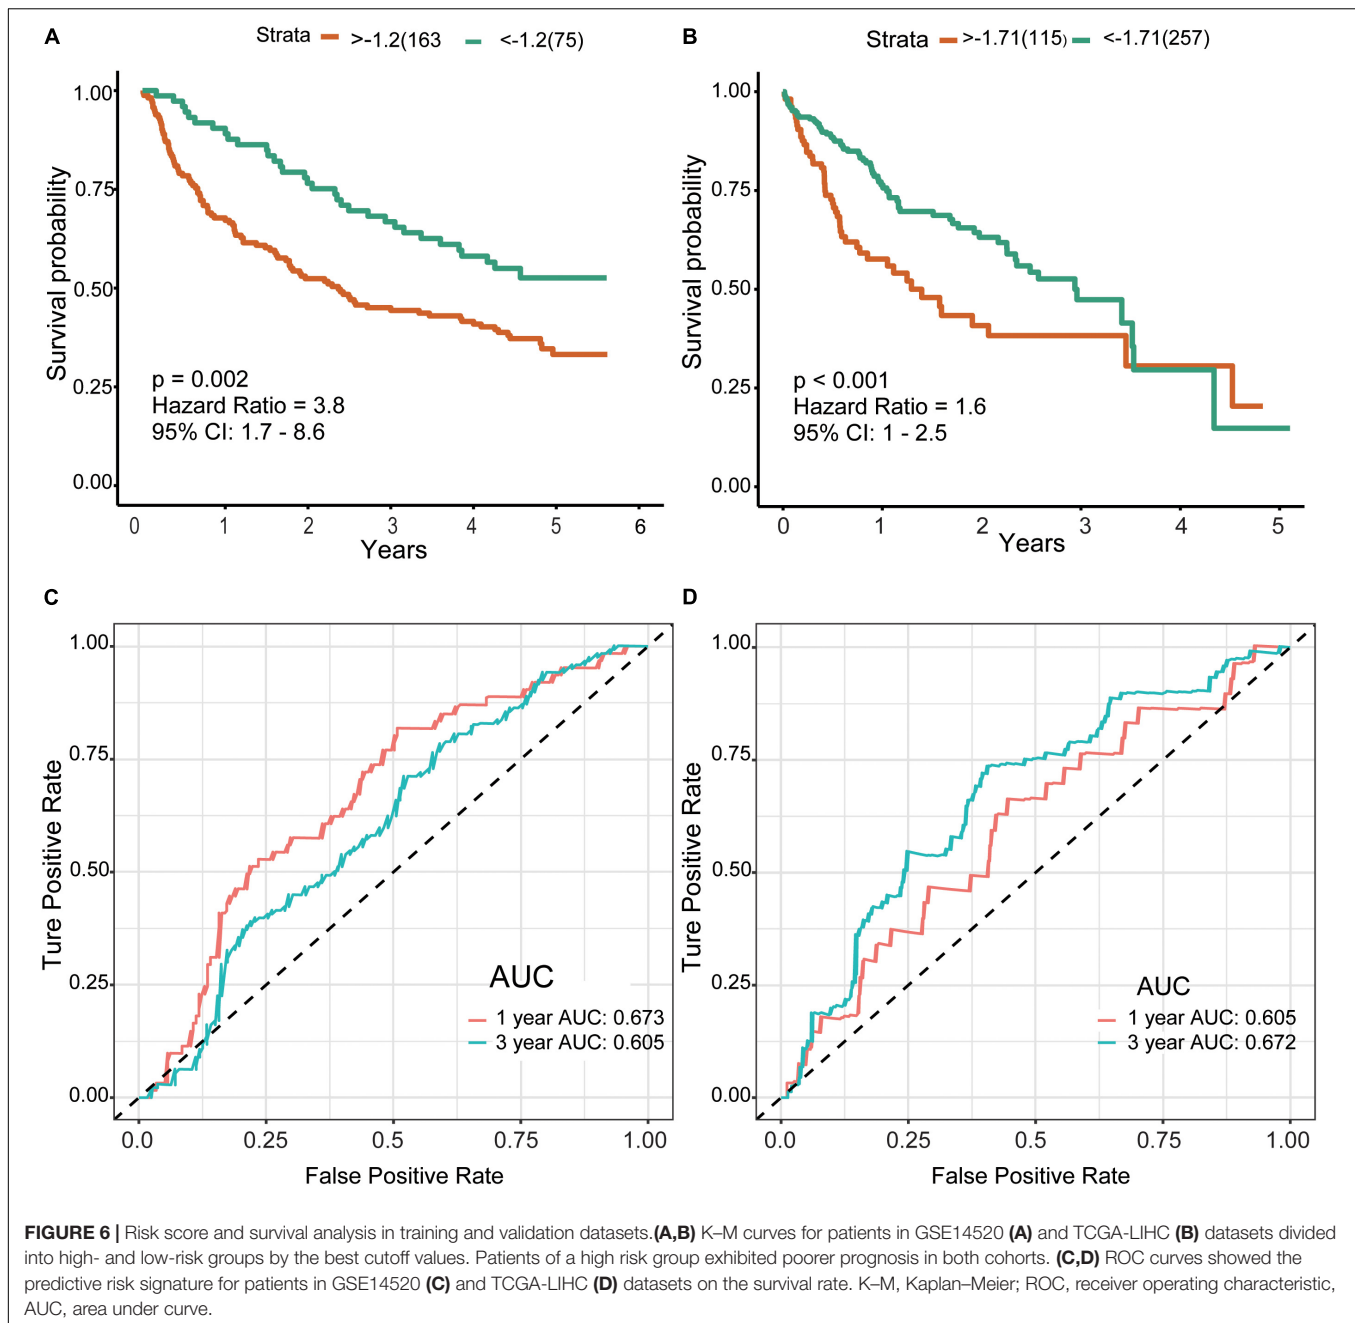 A
Strata >-1.2(163 <-1.2(75)
1.00
0.75
0.50
0.25
0.00
Survival probability
p = 0.002
Hazard Ratio = 3.8
95% CI: 1.7 - 8.6
0 1 2 3 4 5 6
Years
B
Strata >-1.71(115) <-1.71(257)
1.00
0.75
0.50
0.25
0.00
Survival probability
p < 0.001
Hazard Ratio = 1.6
95% CI: 1 - 2.5
0 1 2 3 4 5
Years
C
1.00
0.75
0.50
0.25
0.00
Ture Positive Rate
AUC
1 year AUC: 0.673
3 year AUC: 0.605
0.0 0.25 0.5 0.75 1.00
False Positive Rate
D
1.00
0.75
0.50
0.25
0.00
Ture Positive Rate
AUC
1 year AUC: 0.605
3 year AUC: 0.672
0.0 0.25 0.5 0.75 1.00
False Positive Rate
FIGURE 6 | Risk score and survival analysis in training and validation datasets. (A,B) K–M curves for patients in GSE14520 (A) and TCGA-LIHC (B) datasets divided
into high- and low-risk groups by the best cutoff values. Patients of a high risk group exhibited poorer prognosis in both cohorts. (C,D) ROC curves showed the
predictive risk signature for patients in GSE14520 (C) and TCGA-LIHC (D) datasets on the survival rate. K–M, Kaplan–Meier; ROC, receiver operating characteristic,
AUC, area under curve.